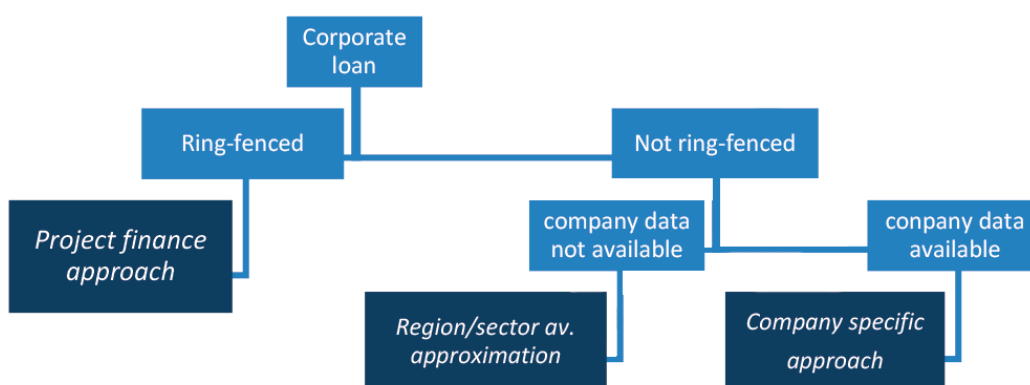 Corporate
loan
Ring-fenced
Not ring-fenced
Project finance
approach
company data
not available
conpany data
available
Region/sector av.
approximation
Company specific
approach